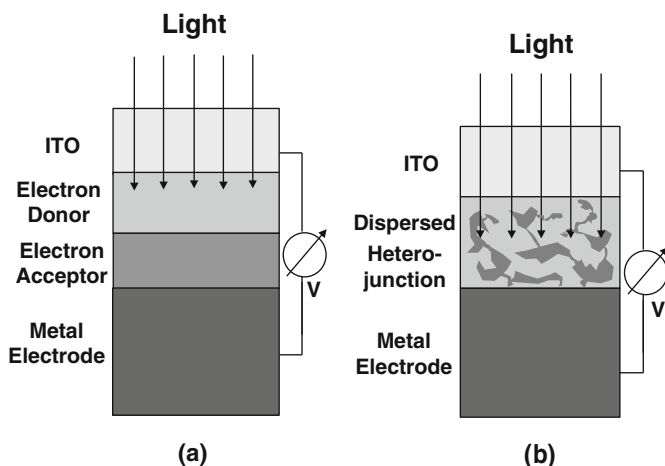 Light
ITO
Electron
Donor
Electron
Acceptor
Metal
Electrode
V
(a)
Light
ITO
Dispersed
Hetero-
junction
Metal
Electrode
V
(b)